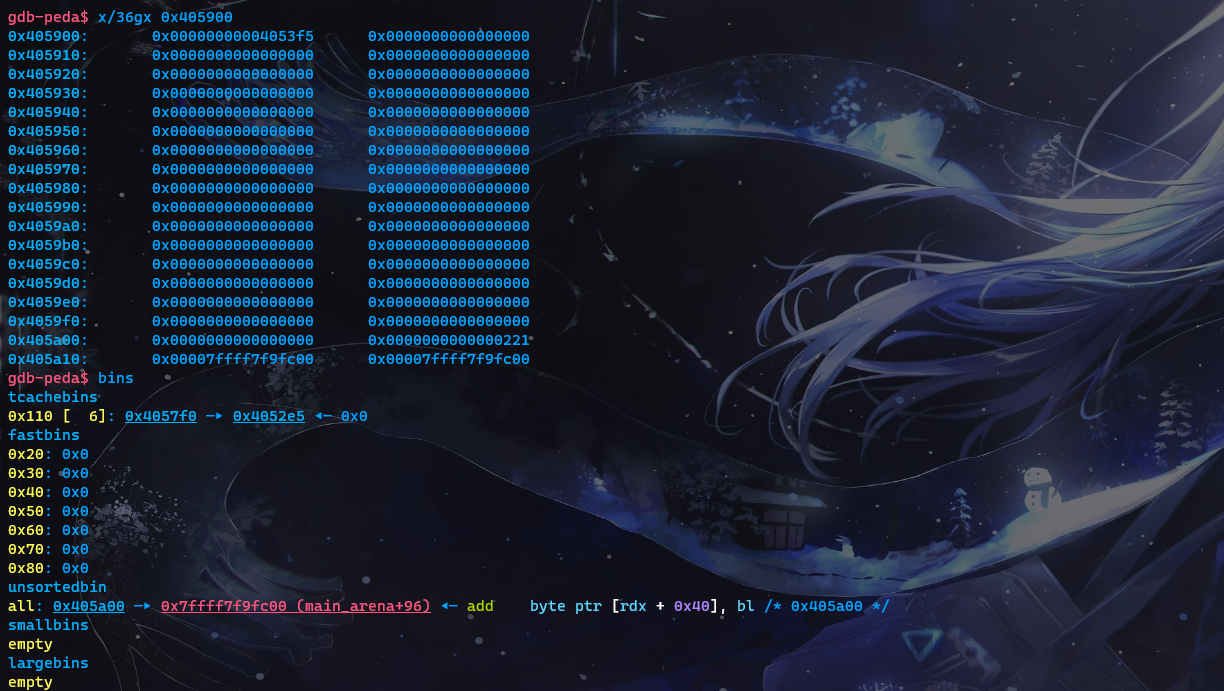 gdb-peda$ x/36gx 0x405900
0x405900:       0x00000000004053f5      0x0000000000000000
0x405910:       0x0000000000000000      0x0000000000000000
0x405920:       0x0000000000000000      0x0000000000000000
0x405930:       0x0000000000000000      0x0000000000000000
0x405940:       0x0000000000000000      0x0000000000000000
0x405950:       0x0000000000000000      0x0000000000000000
0x405960:       0x0000000000000000      0x0000000000000000
0x405970:       0x0000000000000000      0x0000000000000000
0x405980:       0x0000000000000000      0x0000000000000000
0x405990:       0x0000000000000000      0x0000000000000000
0x4059a0:       0x0000000000000000      0x0000000000000000
0x4059b0:       0x0000000000000000      0x0000000000000000
0x4059c0:       0x0000000000000000      0x0000000000000000
0x4059d0:       0x0000000000000000      0x0000000000000000
0x4059e0:       0x0000000000000000      0x0000000000000000
0x4059f0:       0x0000000000000000      0x0000000000000000
0x405a00:       0x0000000000000000      0x0000000000000221
0x405a10:       0x00007ffff7f9fc00      0x00007ffff7f9fc00
gdb-peda$ bins
tcachebins
0x110 [  6]: 0x4057f0 —▸ 0x4052e5 ◂— 0x0
fastbins
0x20: 0x0
0x30: 0x0
0x40: 0x0
0x50: 0x0
0x60: 0x0
0x70: 0x0
0x80: 0x0
unsortedbin
all: 0x405a00 —▸ 0x7ffff7f9fc00 (main_arena+96) ◂— add    byte ptr [rdx + 0x40], bl /* 0x405a00 */
smallbins
empty
largebins
empty